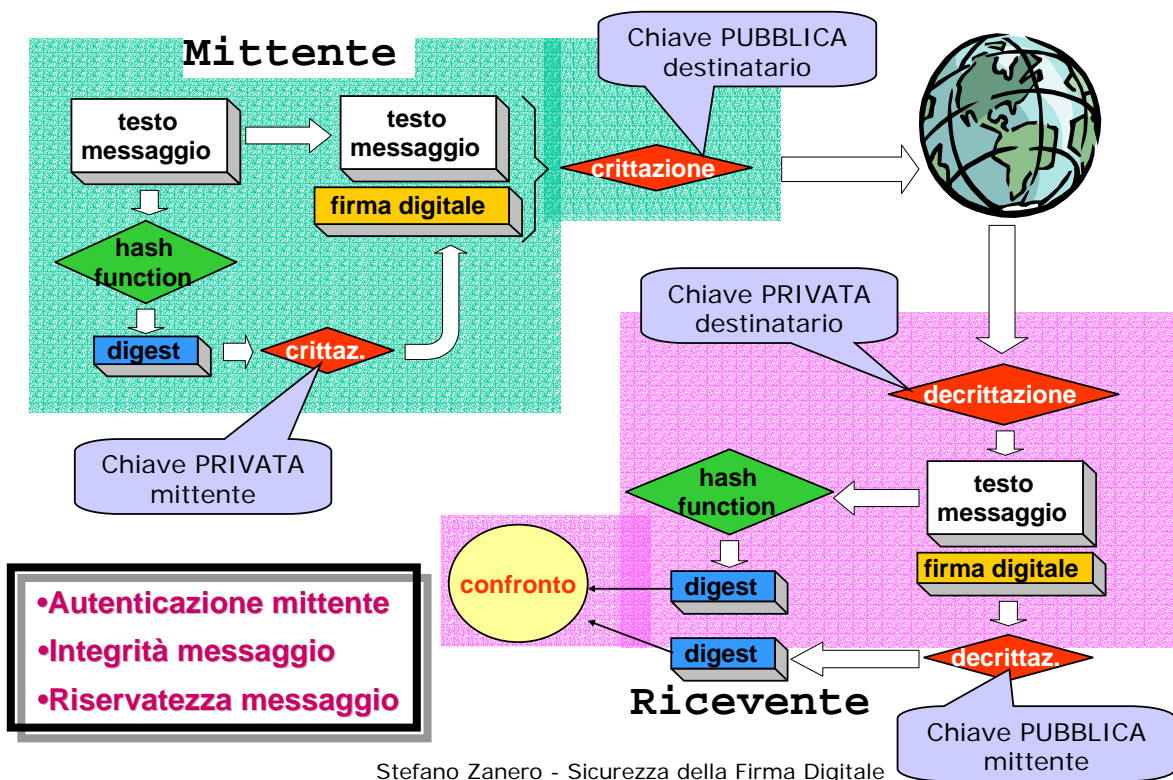 Mittente
Chiave PUBBLICA
destinatario
testo
messaggio
testo
messaggio
firma digitale
crittazione
hash
function
digest
crittaz.
Chiave PRIVATA
mittente
Chiave PRIVATA
destinatario
decrittazione
testo
messaggio
hash
function
firma digitale
confronto
digest
digest
decrittaz.
Ricevente
Chiave PUBBLICA
mittente
•Autenticazione mittente
•Integrità messaggio
•Riservatezza messaggio
Stefano Zanero - Sicurezza della Firma Digitale